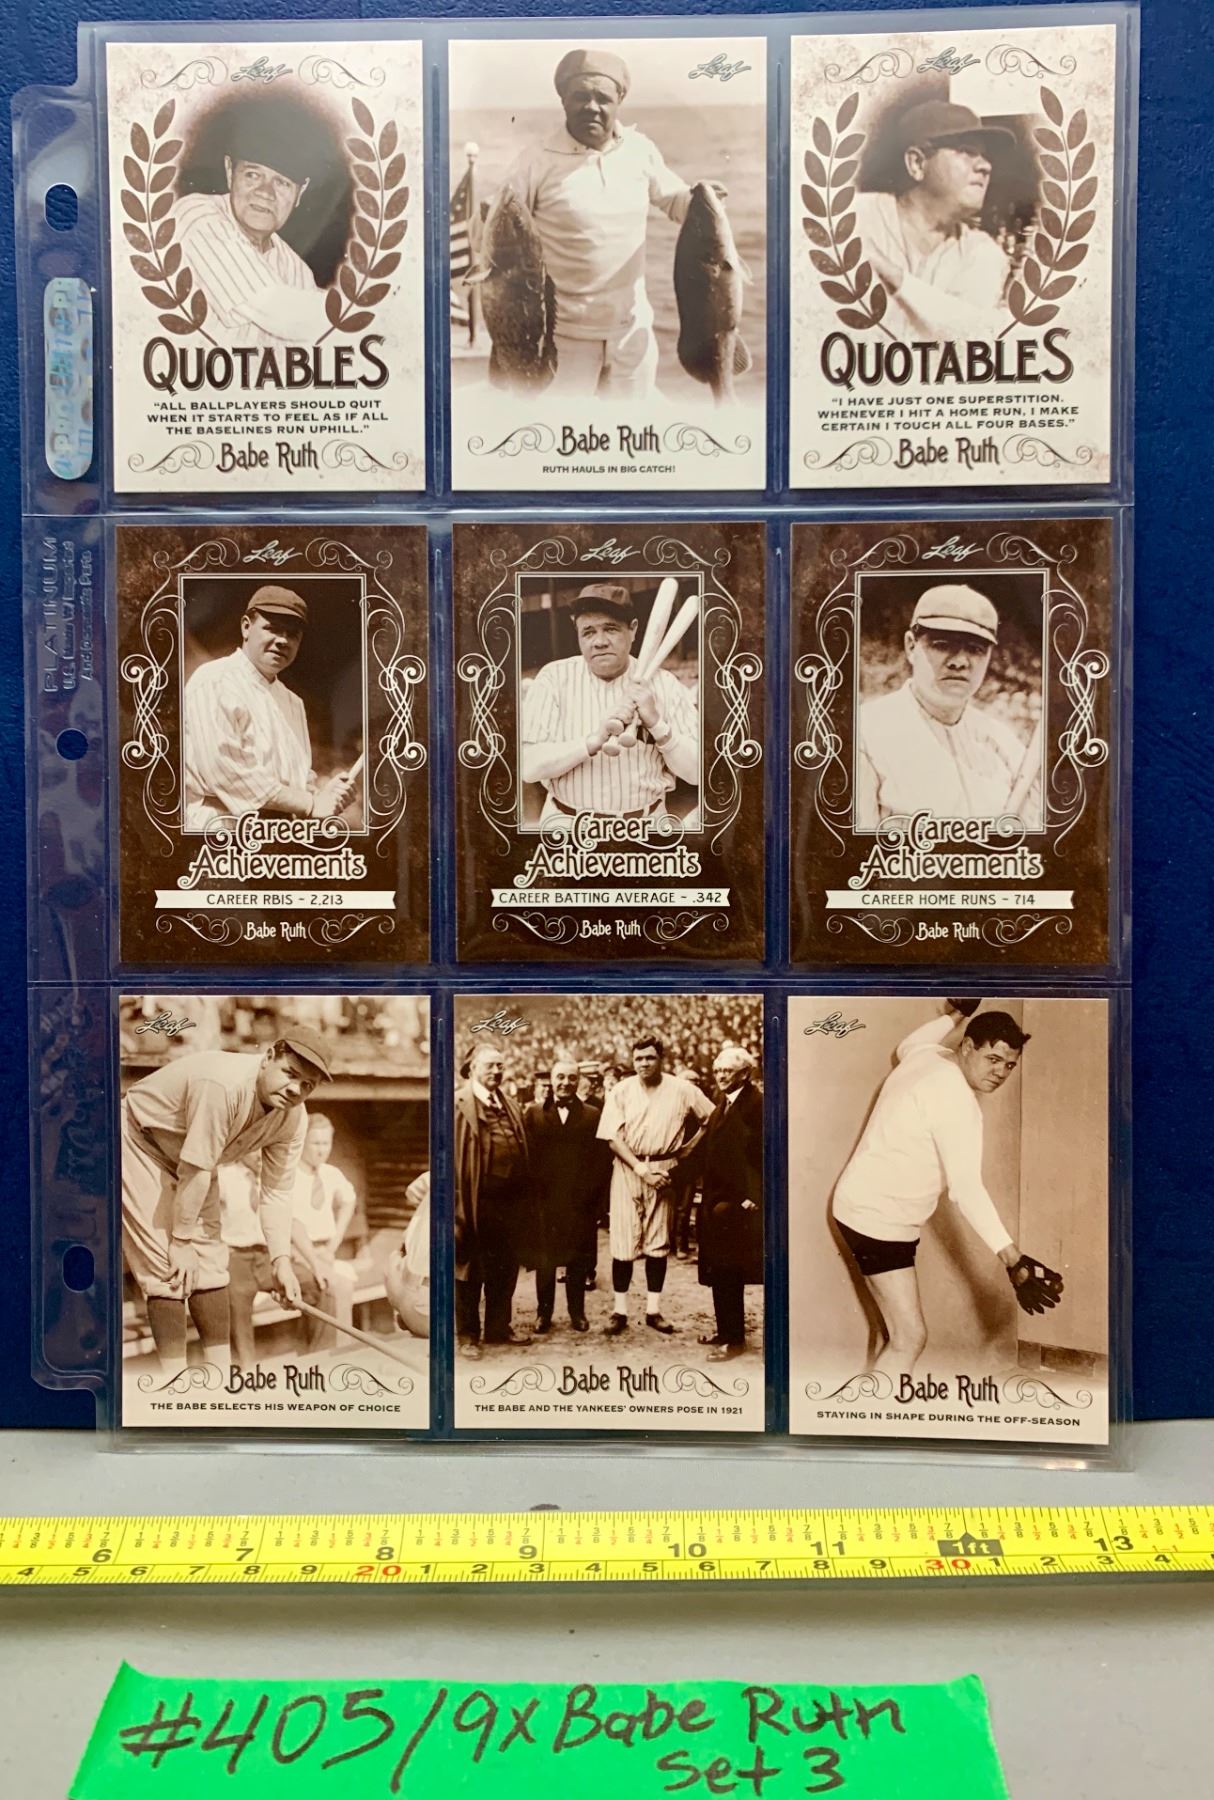 Leaf
QUOTABLES
"ALL BALLPLAYERS SHOULD QUIT
WHEN IT STARTS TO FEEL AS IF ALL
THE BASELINES RUN UPHILL."
Babe Ruth
Leaf
Babe Ruth
RUTH HAULS IN BIG CATCH!
Leaf
QUOTABLES
"I HAVE JUST ONE SUPERSTITION.
WHENEVER I HIT A HOME RUN, I MAKE
CERTAIN I TOUCH ALL FOUR BASES."
Babe Ruth
PLATINUM
Leaf
Career
Achievements
CAREER RBIS ~ 2,213
Babe Ruth
Leaf
Career
Achievements
CAREER BATTING AVERAGE ~ .342
Babe Ruth
Leaf
Career
Achievements
CAREER HOME RUNS ~ 714
Babe Ruth
Leaf
Babe Ruth
THE BABE SELECTS HIS WEAPON OF CHOICE
Leaf
Babe Ruth
THE BABE AND THE YANKEES' OWNERS POSE IN 1921
Leaf
Babe Ruth
STAYING IN SHAPE DURING THE OFF-SEASON
6 7 8 9 10 11 1ft 13
4 5 6 7 8 9 20 1 2 3 4 5 6 7 8 9 30 1 2 3 4
#405/9x Babe Ruth
Set 3